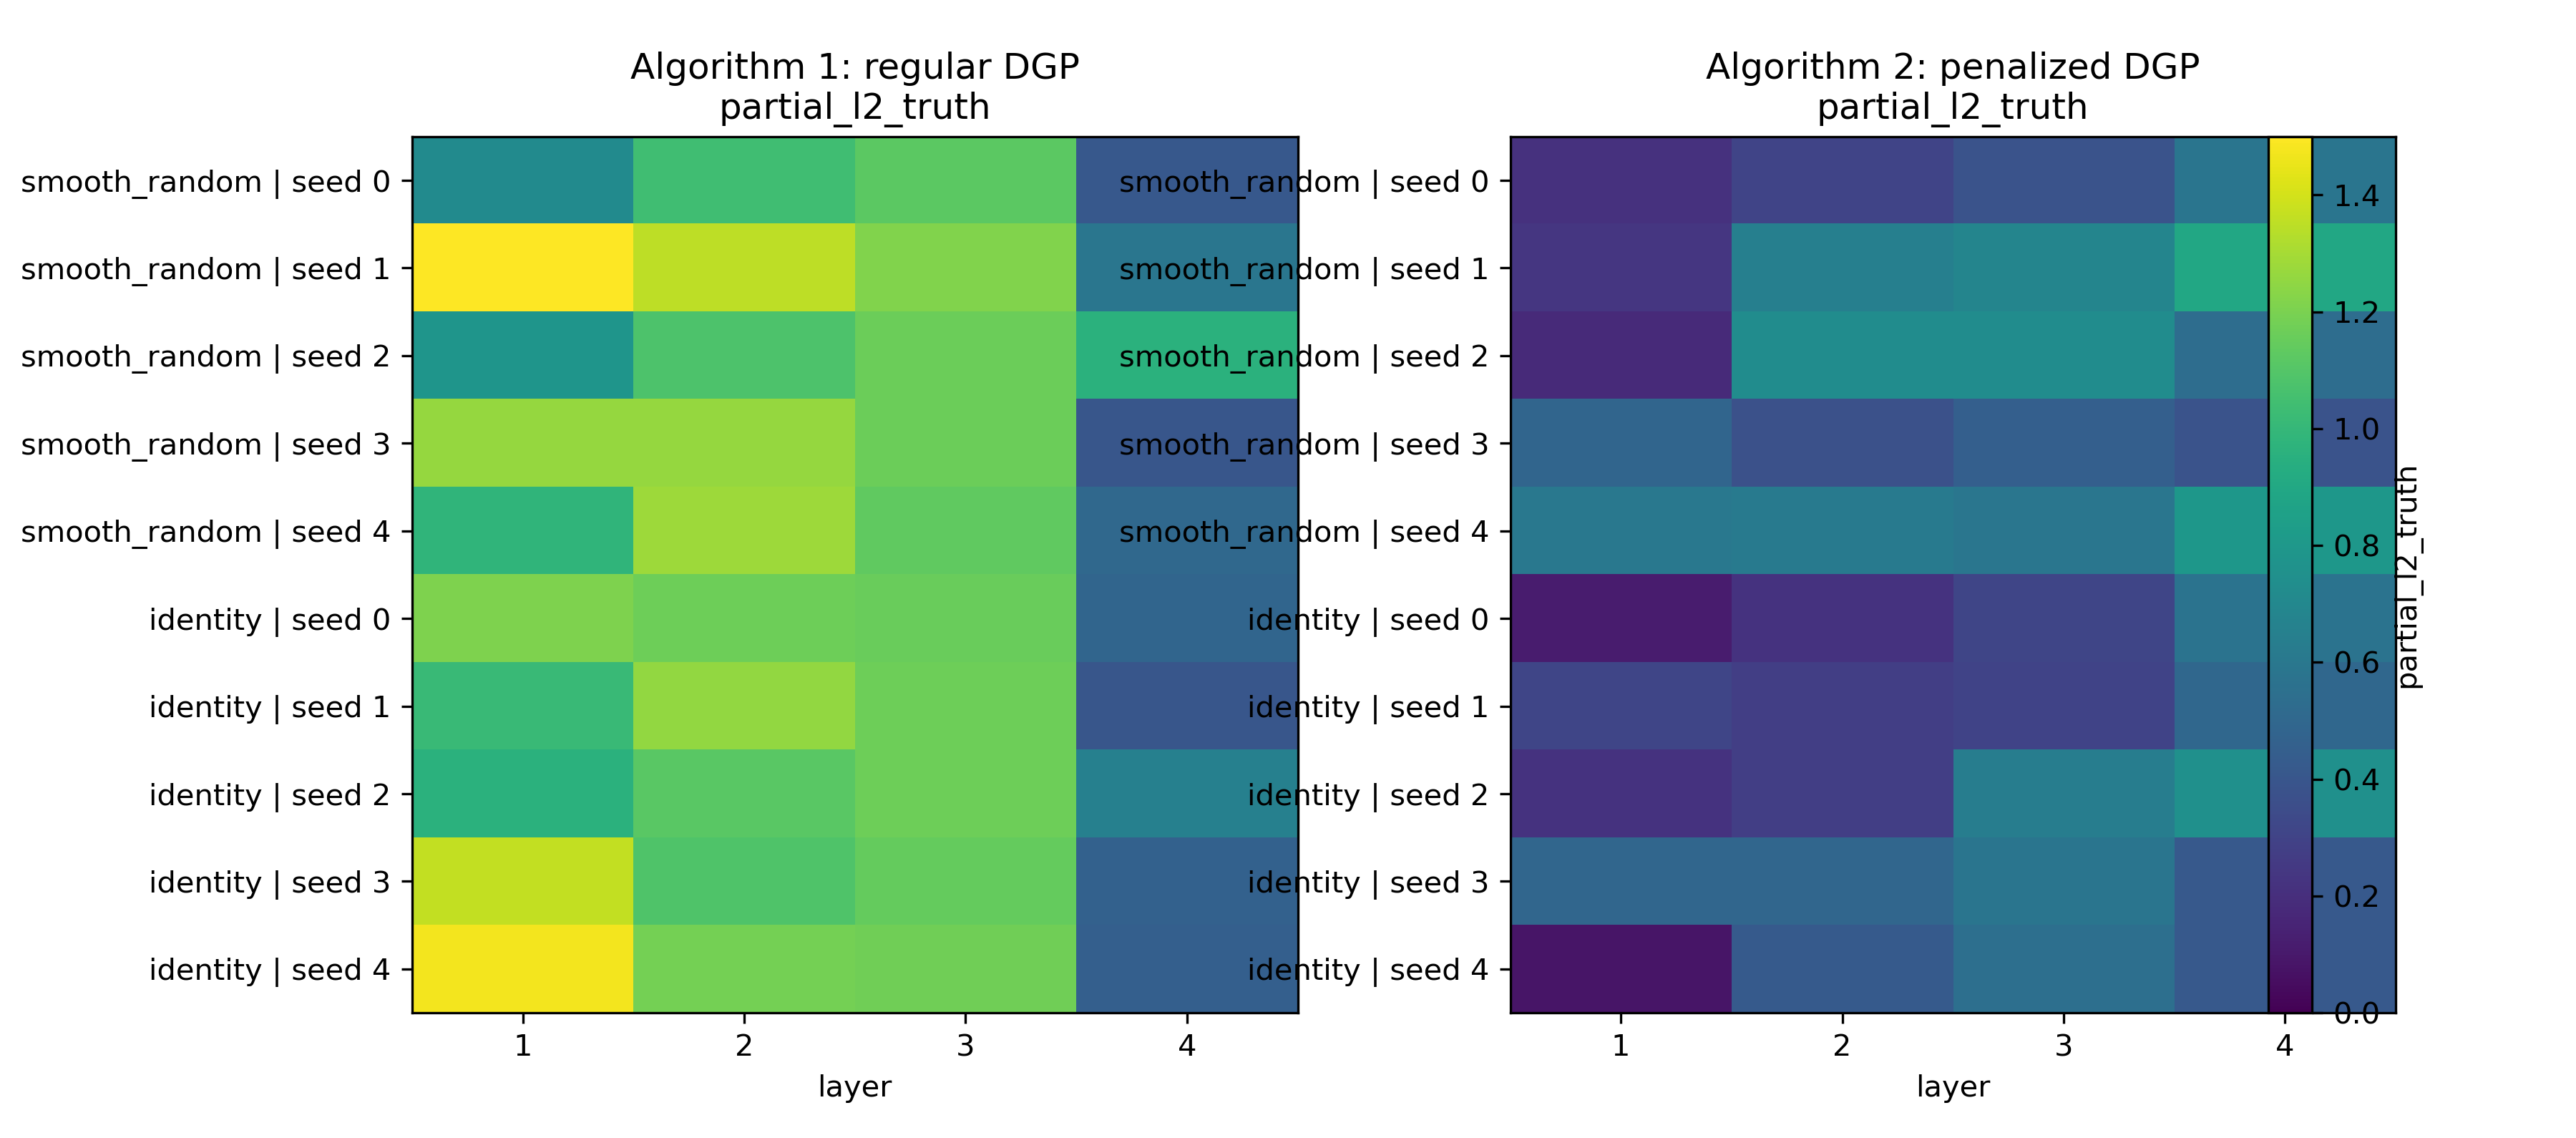 Algorithm 1: regular DGP
partial_l2_truth
smooth_random | seed 0
smooth_random | seed 1
smooth_random | seed 2
smooth_random | seed 3
smooth_random | seed 4
identity | seed 0
identity | seed 1
identity | seed 2
identity | seed 3
identity | seed 4
1 2 3 4
layer
Algorithm 2: penalized DGP
partial_l2_truth
smooth_random | seed 0
smooth_random | seed 1
smooth_random | seed 2
smooth_random | seed 3
smooth_random | seed 4
identity | seed 0
identity | seed 1
identity | seed 2
identity | seed 3
identity | seed 4
1 2 3 4
layer
1.4
1.2
1.0
0.8
0.6
0.4
0.2
0.0
partial_l2_truth